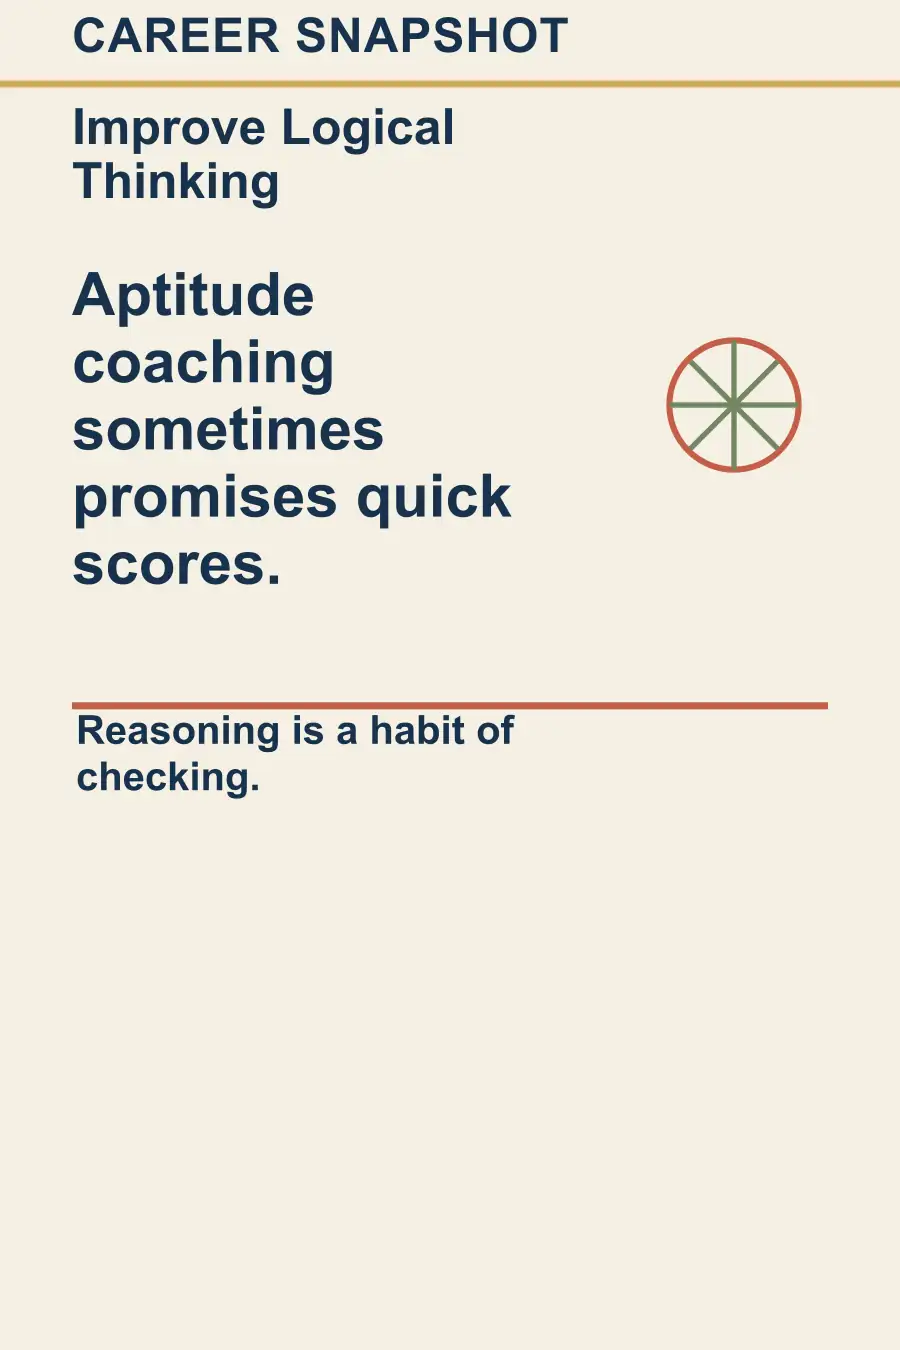 CAREER SNAPSHOT
Improve Logical
Thinking
Aptitude
coaching
sometimes
promises quick
scores.
Reasoning is a habit of
checking.